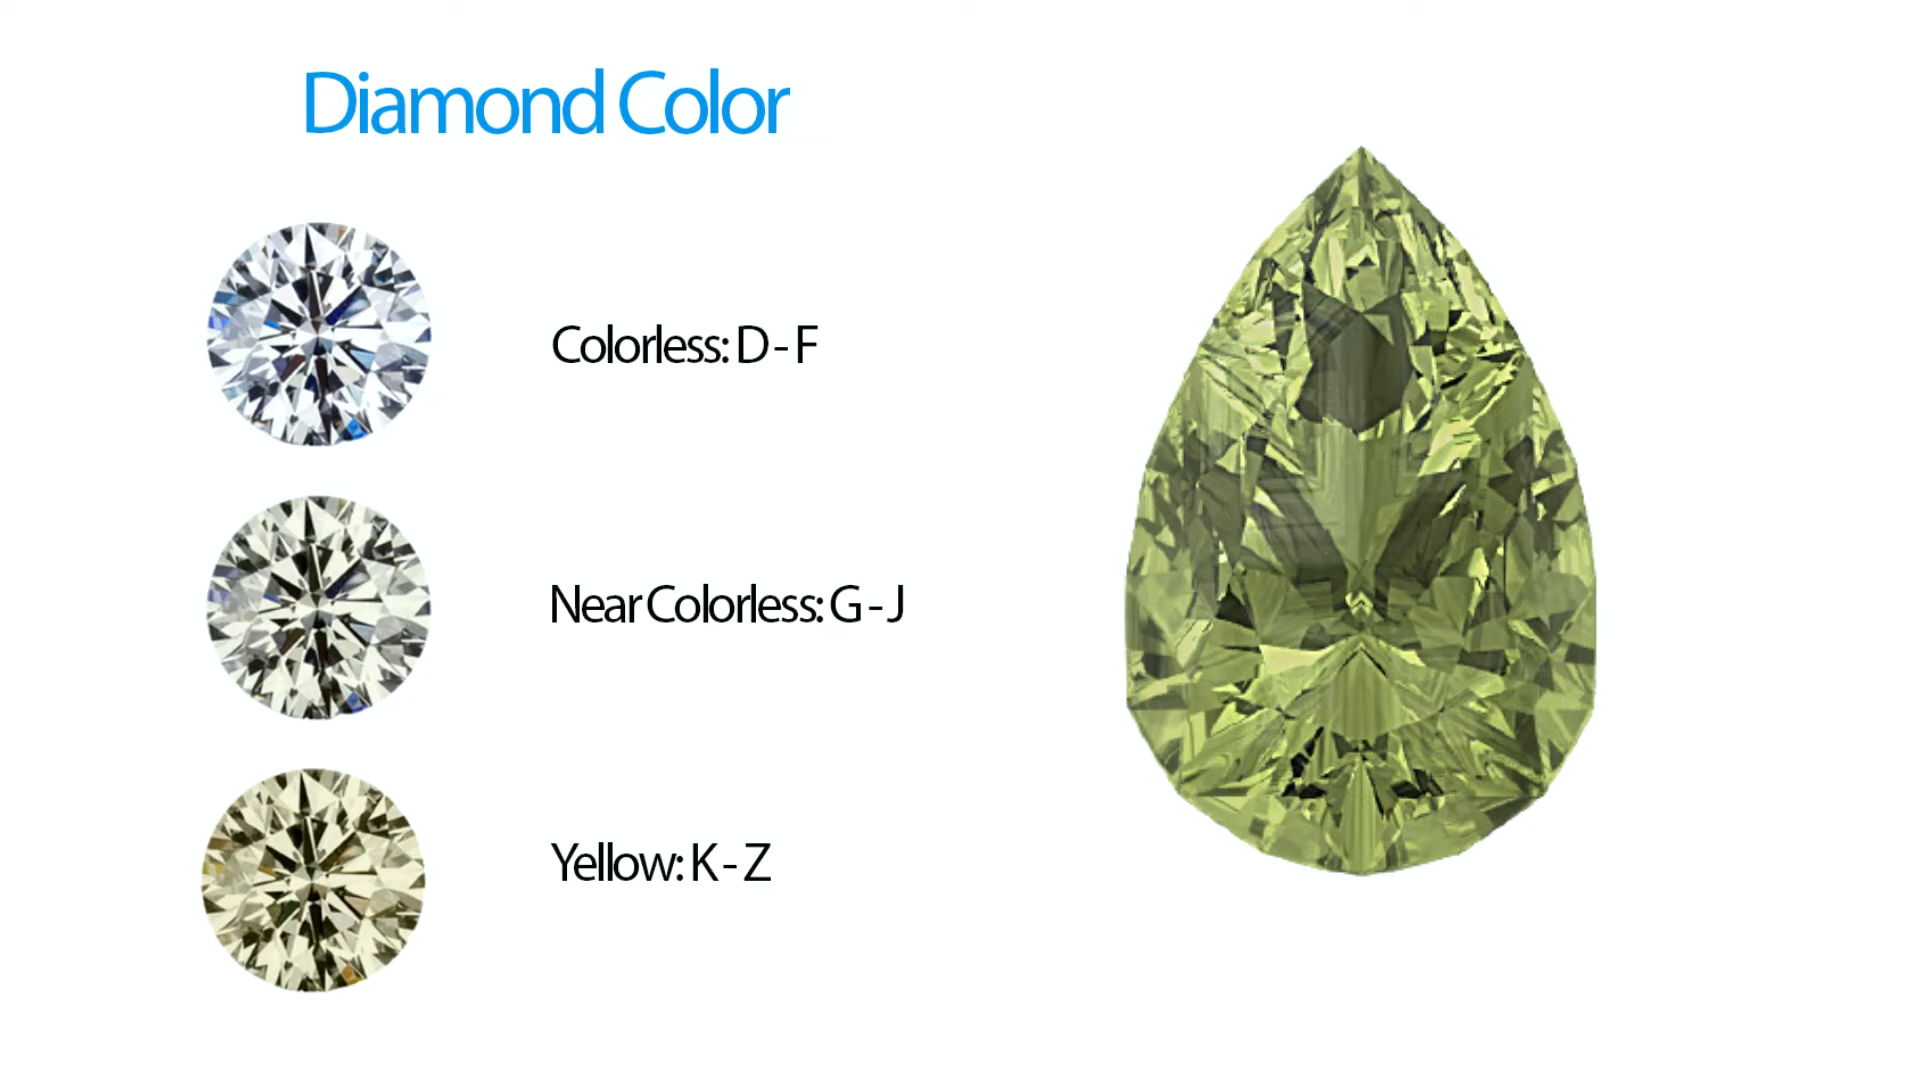 Diamond Color
Colorless: D - F
Near Colorless: G - J
Yellow: K - Z